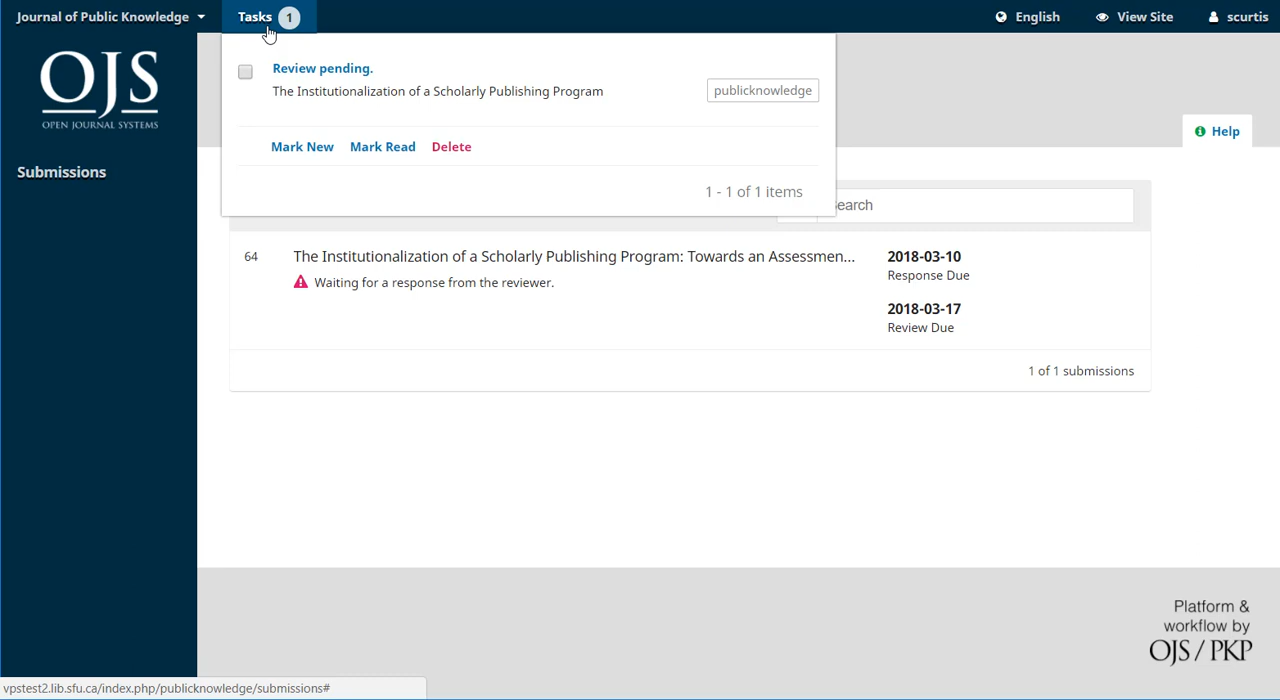 Journal of Public Knowledge
Tasks 1
English
View Site
scurtis
OJS
OPEN JOURNAL SYSTEMS
Submissions
Review pending.
The Institutionalization of a Scholarly Publishing Program
publicknowledge
Mark New
Mark Read
Delete
1 - 1 of 1 items
Help
earch
64
The Institutionalization of a Scholarly Publishing Program: Towards an Assessmen...
Waiting for a response from the reviewer.
2018-03-10
Response Due
2018-03-17
Review Due
1 of 1 submissions
Platform &
workflow by
OJS / PKP
vpstest2.lib.sfu.ca/index.php/publicknowledge/submissions#